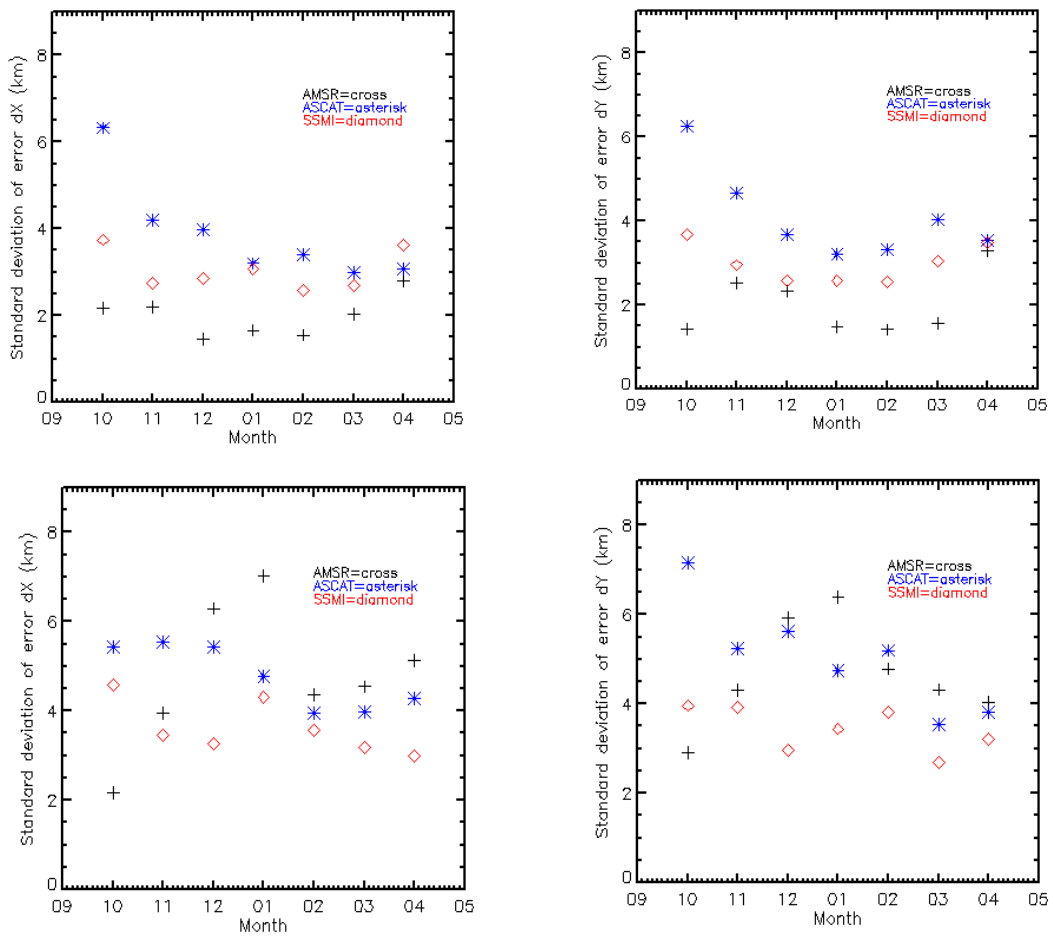 Standard deviation of error dX (km)
8
6
4
2
0
AMSR=cross
ASCAT=asterisk
SSMI=diamond
09 10 11 12 01 02 03 04 05
Month
Standard deviation of error dY (km)
8
6
4
2
0
AMSR=cross
ASCAT=asterisk
SSMI=diamond
09 10 11 12 01 02 03 04 05
Month
Standard deviation of error dX (km)
8
6
4
2
0
AMSR=cross
ASCAT=asterisk
SSMI=diamond
09 10 11 12 01 02 03 04 05
Month
Standard deviation of error dY (km)
8
6
4
2
0
AMSR=cross
ASCAT=asterisk
SSMI=diamond
09 10 11 12 01 02 03 04 05
Month